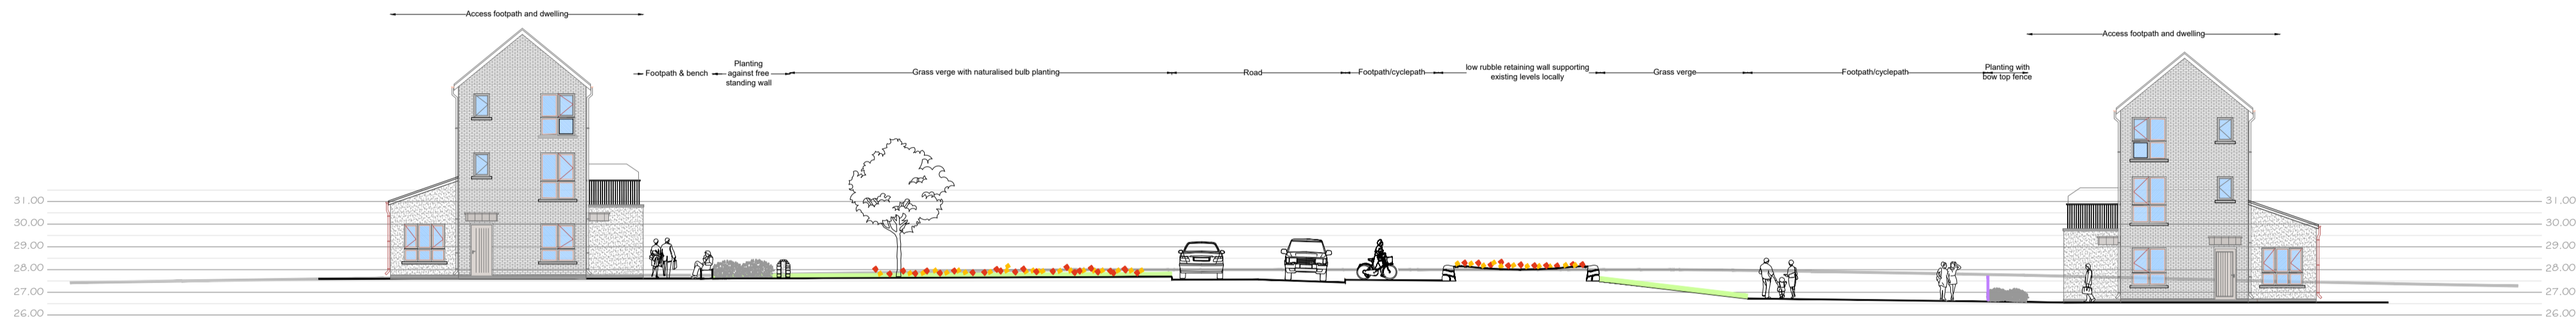 Access footpath and dwelling
Access footpath and dwelling
Footpath & bench
Planting
against free
standing wall
Grass verge with naturalised bulb planting
Road
Footpath/cyclepath
low rubble retaining wall supporting
existing levels locally
Grass verge
Footpath/cyclepath
Planting with
bow top fence
31.00
30.00
29.00
28.00
27.00
26.00
31.00
30.00
29.00
28.00
27.00
26.00